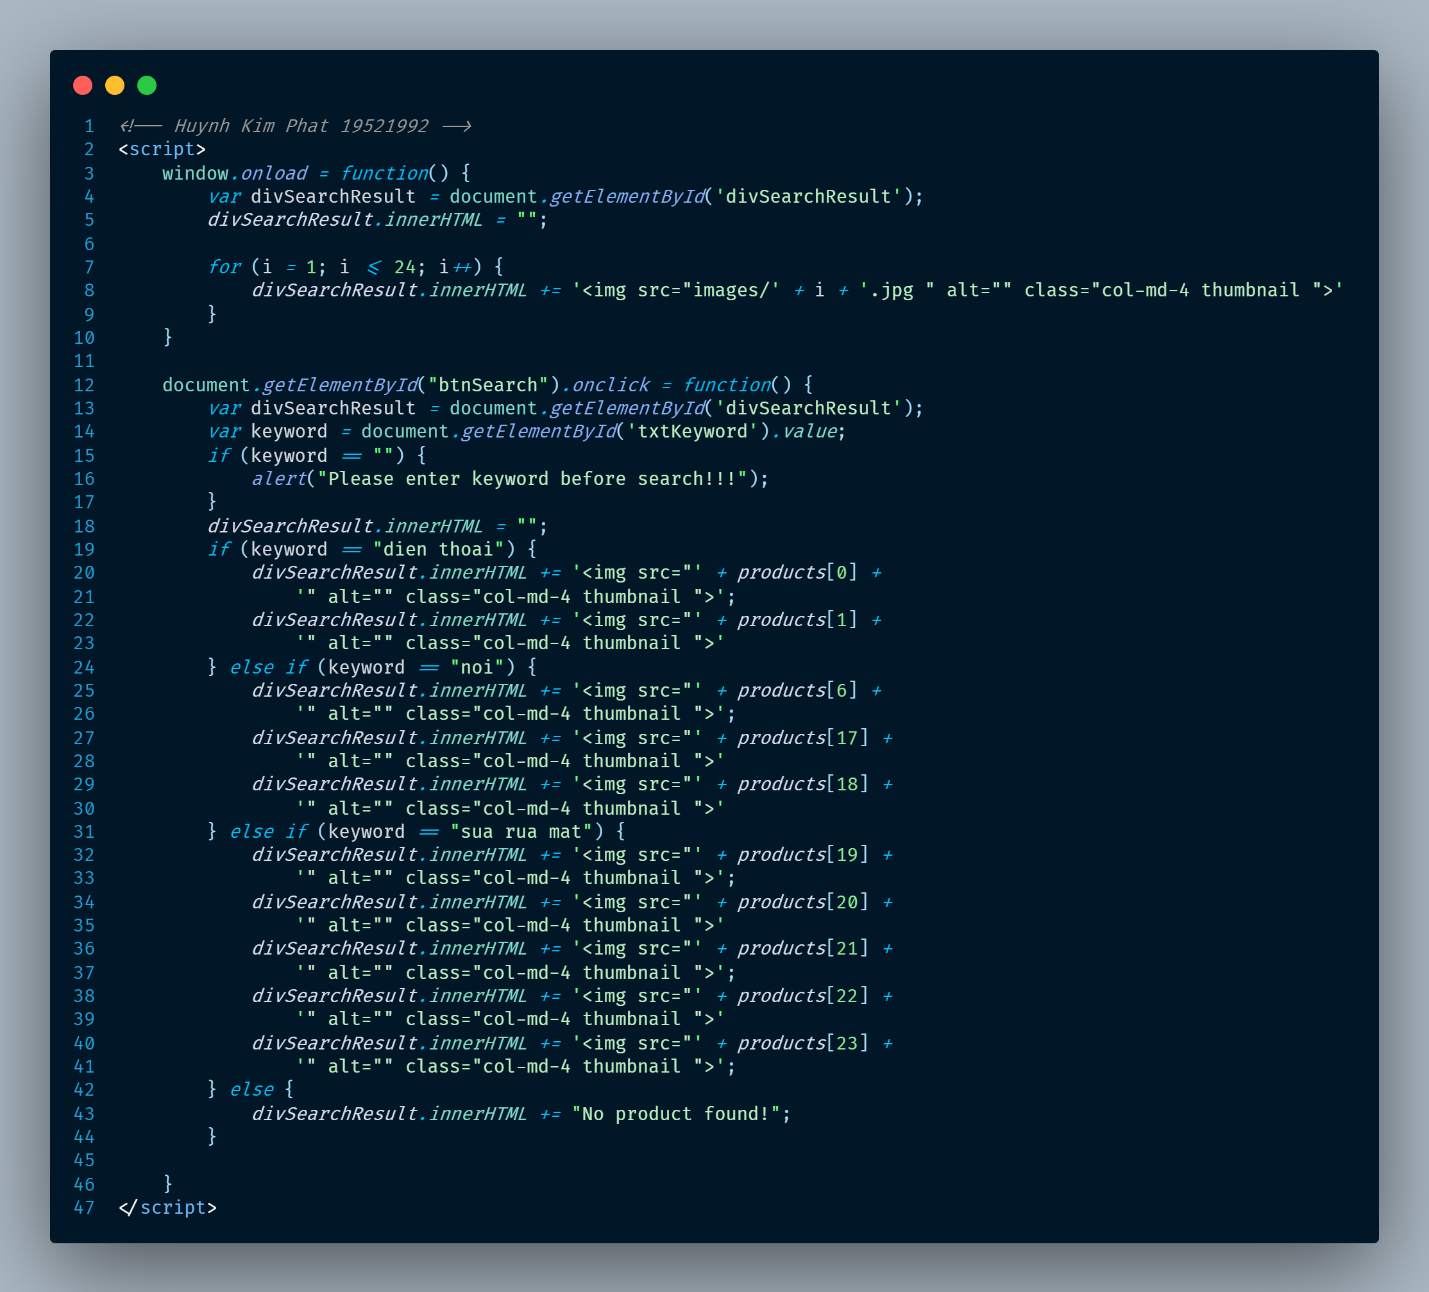 1 <!-- Huynh Kim Phat 19521992 -->
2 <script>
3     window.onload = function() {
4         var divSearchResult = document.getElementById('divSearchResult');
5         divSearchResult.innerHTML = "";
6
7         for (i = 1; i <= 24; i++) {
8             divSearchResult.innerHTML += '<img src="images/' + i + '.jpg " alt="" class="col-md-4 thumbnail ">'
9         }
10     }
11
12     document.getElementById("btnSearch").onclick = function() {
13         var divSearchResult = document.getElementById('divSearchResult');
14         var keyword = document.getElementById('txtKeyword').value;
15         if (keyword == "") {
16             alert("Please enter keyword before search!!!");
17         }
18         divSearchResult.innerHTML = "";
19         if (keyword == "dien thoai") {
20             divSearchResult.innerHTML += '<img src="' + products[0] +
21                 '" alt="" class="col-md-4 thumbnail ">';
22             divSearchResult.innerHTML += '<img src="' + products[1] +
23                 '" alt="" class="col-md-4 thumbnail ">'
24         } else if (keyword == "noi") {
25             divSearchResult.innerHTML += '<img src="' + products[6] +
26                 '" alt="" class="col-md-4 thumbnail ">';
27             divSearchResult.innerHTML += '<img src="' + products[17] +
28                 '" alt="" class="col-md-4 thumbnail ">'
29             divSearchResult.innerHTML += '<img src="' + products[18] +
30                 '" alt="" class="col-md-4 thumbnail ">'
31         } else if (keyword == "sua rua mat") {
32             divSearchResult.innerHTML += '<img src="' + products[19] +
33                 '" alt="" class="col-md-4 thumbnail ">';
34             divSearchResult.innerHTML += '<img src="' + products[20] +
35                 '" alt="" class="col-md-4 thumbnail ">'
36             divSearchResult.innerHTML += '<img src="' + products[21] +
37                 '" alt="" class="col-md-4 thumbnail ">';
38             divSearchResult.innerHTML += '<img src="' + products[22] +
39                 '" alt="" class="col-md-4 thumbnail ">'
40             divSearchResult.innerHTML += '<img src="' + products[23] +
41                 '" alt="" class="col-md-4 thumbnail ">';
42         } else {
43             divSearchResult.innerHTML += "No product found!";
44         }
45
46     }
47 </script>